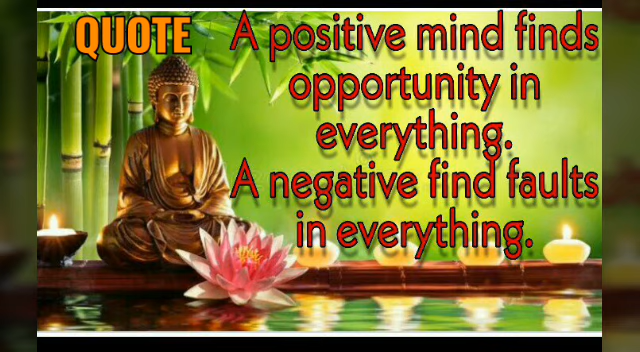 QUOTE
A positive mind finds
opportunity in
everything.
A negative find faults
in everything.